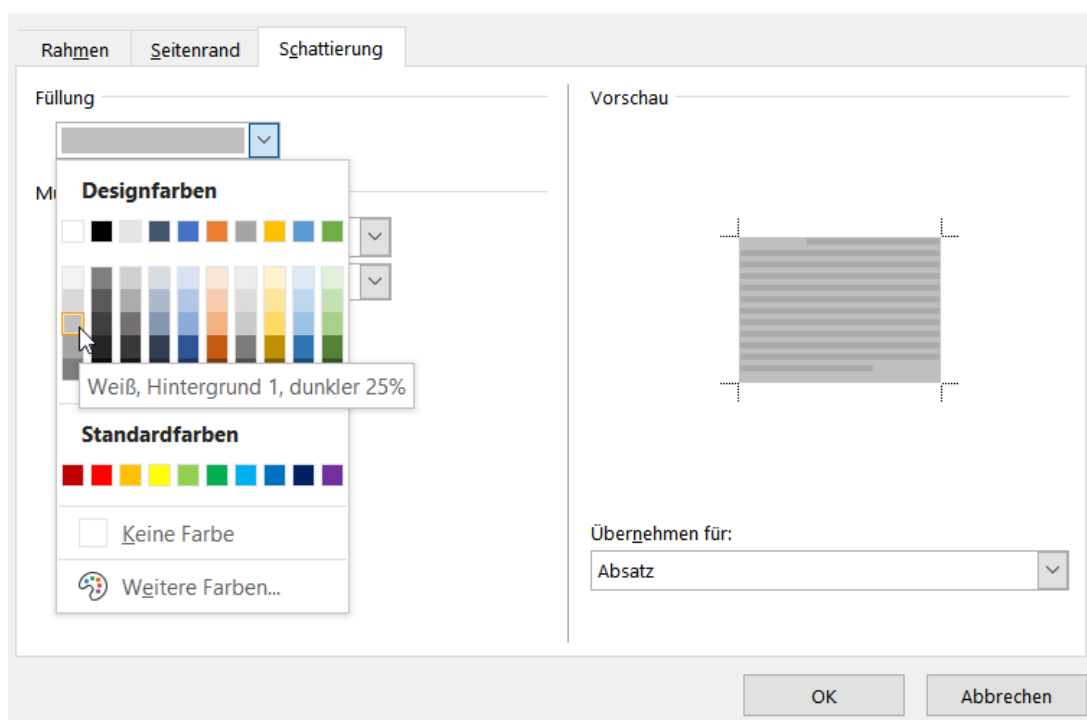 Rahmen Seitenrand Schattierung
Füllung
Vorschau
Designfarben
Weiß, Hintergrund 1, dunkler 25%
Standardfarben
Keine Farbe
Weitere Farben...
Übernehmen für:
Absatz
OK Abbrechen